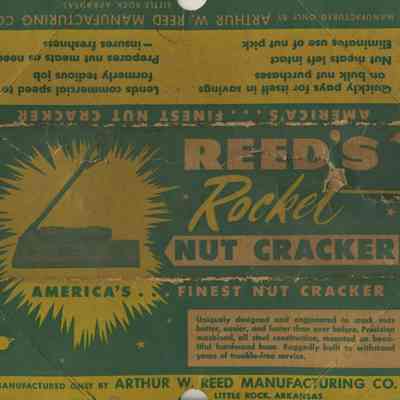 MANUFACTURED ONLY BY ARTHUR W. REED MANUFACTURING CO
LITTLE ROCK, ARKANSAS
Quickly pays for itself in savings
on bulk nut purchases
Nut meats left intact
Eliminates use of nut pick
Lends commercial speed to
formerly tedious job
Prepares nut meats as need
—insures freshness
AMERICA'S . . . FINEST NUT CRACKER
REED'S
Rocket
NUT CRACKER
AMERICA'S . . . FINEST NUT CRACKER
Uniquely designed and engineered to crack nuts
better, easier, and faster than ever before. Precision
machined, all steel construction, mounted on beau-
tiful hardwood base. Ruggedly built to withstand
years of trouble-free service.
MANUFACTURED ONLY BY ARTHUR W. REED MANUFACTURING CO.
LITTLE ROCK, ARKANSAS